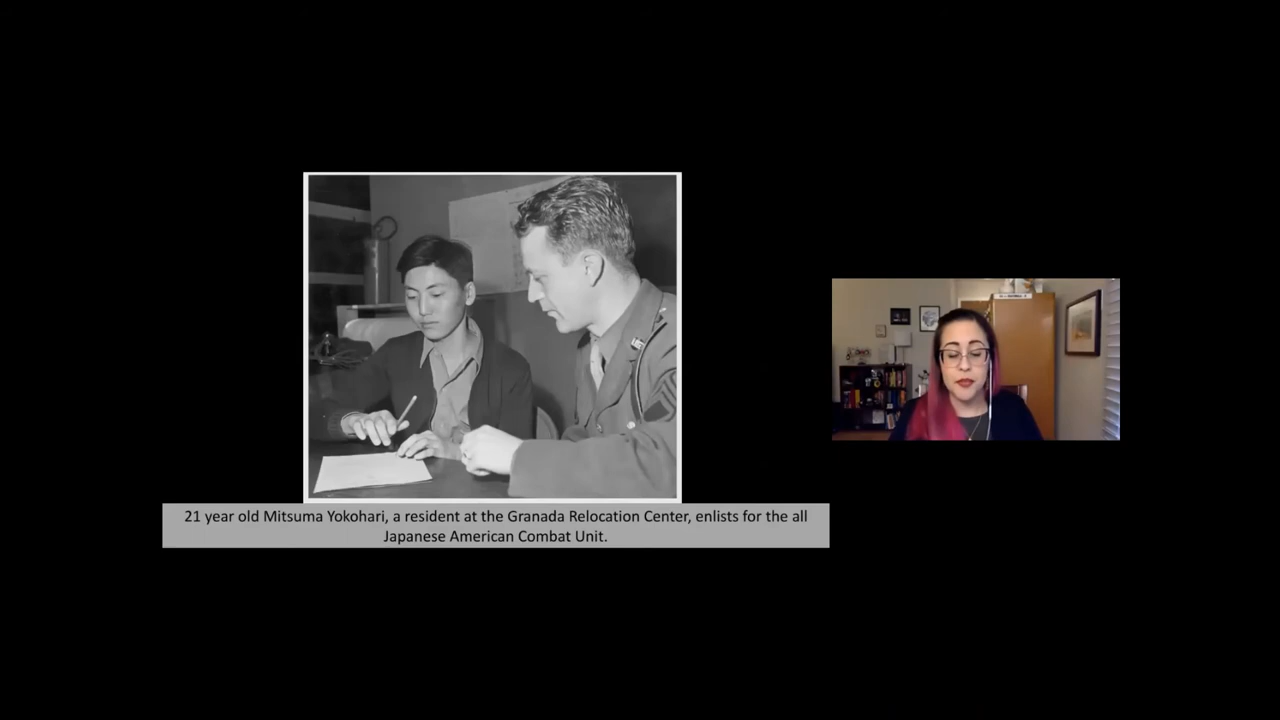 21 year old Mitsuma Yokohari, a resident at the Granada Relocation Center, enlists for the all
Japanese American Combat Unit.